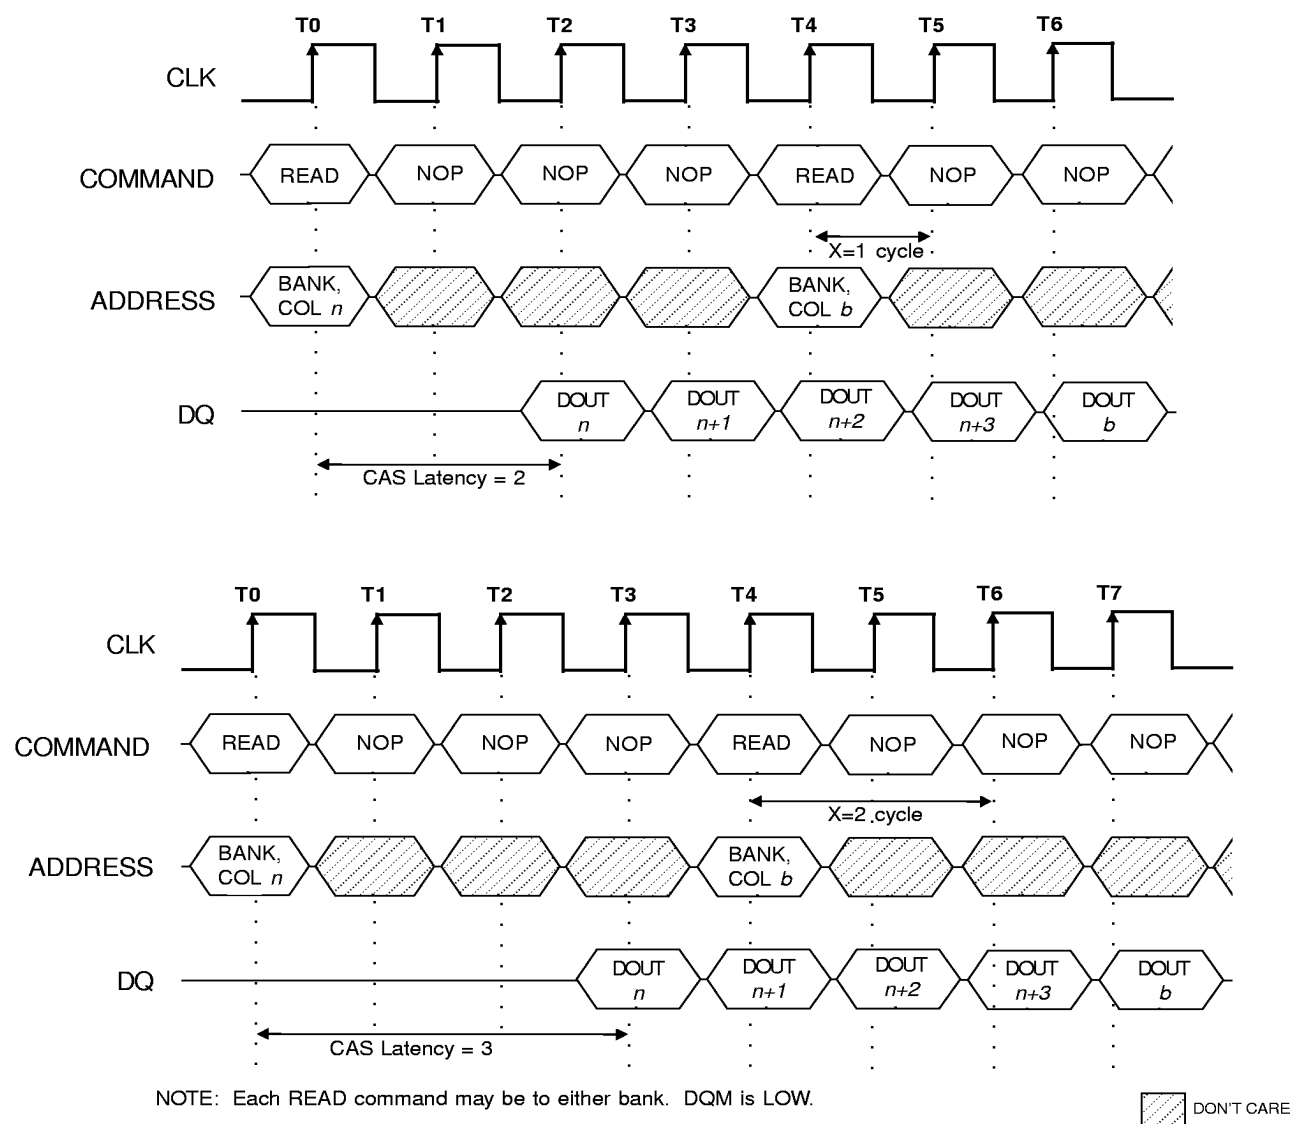 T0 T1 T2 T3 T4 T5 T6
CLK
COMMAND READ NOP NOP NOP READ NOP NOP
X=1 cycle
ADDRESS BANK, COL n BANK, COL b
DQ DOUT n DOUT n+1 DOUT n+2 DOUT n+3 DOUT b
CAS Latency = 2
T0 T1 T2 T3 T4 T5 T6 T7
CLK
COMMAND READ NOP NOP NOP READ NOP NOP NOP
X=2 cycle
ADDRESS BANK, COL n BANK, COL b
DQ DOUT n DOUT n+1 DOUT n+2 DOUT n+3 DOUT b
CAS Latency = 3
NOTE: Each READ command may be to either bank. DQM is LOW.
DON'T CARE